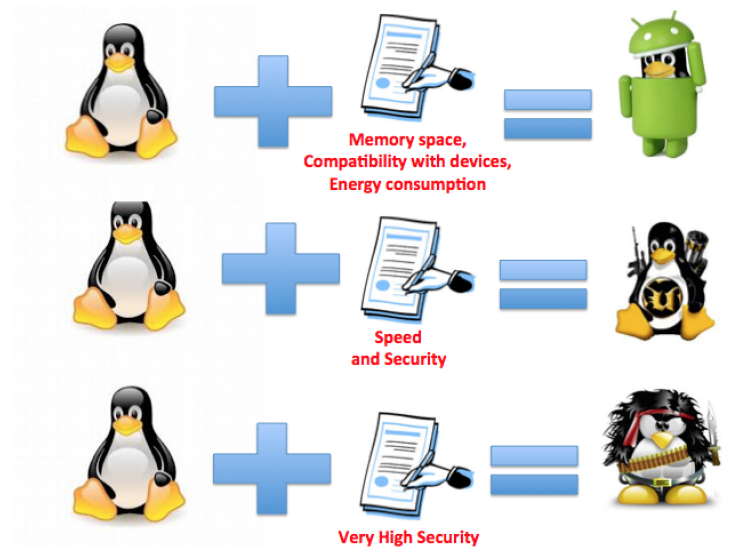 Memory space,
Compatibility with devices,
Energy consumption
Speed
and Security
Very High Security